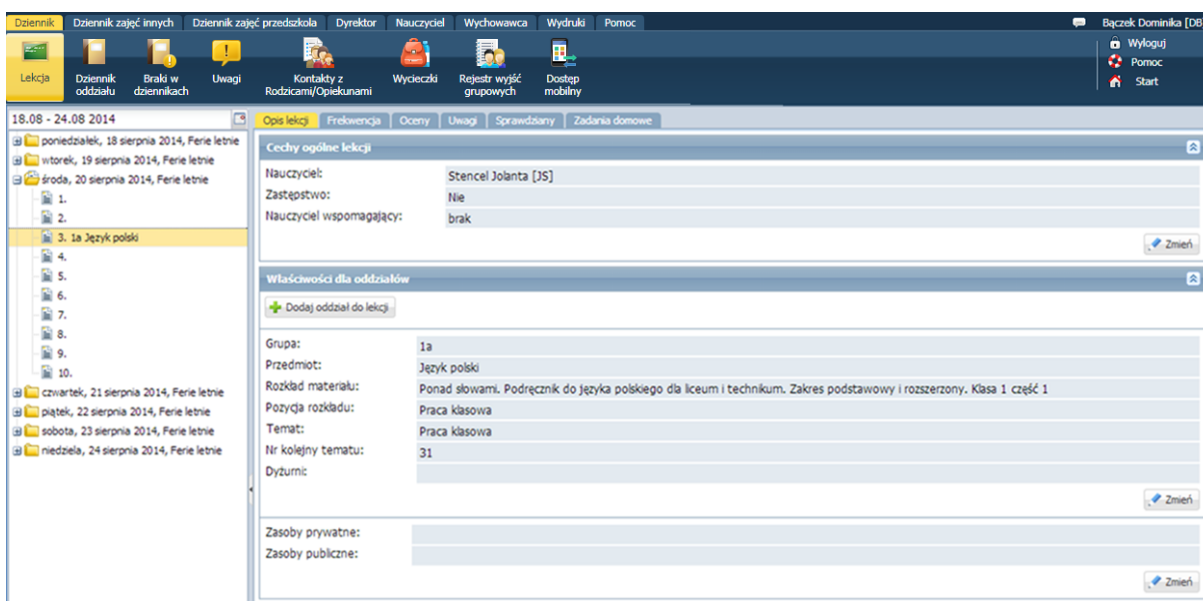 Dziennik Dziennik zajęć innych Dziennik zajęć przedszkola Dyrektor Nauczyciel Wychowawca Wydruki Pomoc Bączek Dominika [DB
Lekcja Dziennik oddziału Braki w dziennikach Uwagi Kontakty z Rodzicami/Opiekunami Wycieczki Rejestr wyjść grupowych Dostęp mobilny
Wyloguj
Pomoc
Start
18.08 - 24.08 2014
poniedziałek, 18 sierpnia 2014, Ferie letnie
wtorek, 19 sierpnia 2014, Ferie letnie
środa, 20 sierpnia 2014, Ferie letnie
1.
2.
3. 1a Język polski
4.
5.
6.
7.
8.
9.
10.
czwartek, 21 sierpnia 2014, Ferie letnie
piątek, 22 sierpnia 2014, Ferie letnie
sobota, 23 sierpnia 2014, Ferie letnie
niedziela, 24 sierpnia 2014, Ferie letnie
Opis lekcji Frekwencja Oceny Uwagi Sprawdziany Zadania domowe
Cechy ogólne lekcji
Nauczyciel: Stencel Jolanta [JS]
Zastępstwo: Nie
Nauczyciel wspomagający: brak
Zmień
Właściwości dla oddziałów
Dodaj oddział do lekcji
Grupa: 1a
Przedmiot: Język polski
Rozkład materiału: Ponad słowami. Podręcznik do języka polskiego dla liceum i technikum. Zakres podstawowy i rozszerzony. Klasa 1 część 1
Pozycja rozkładu: Praca klasowa
Temat: Praca klasowa
Nr kolejny tematu: 31
Dyżurni:
Zmień
Zasoby prywatne:
Zasoby publiczne:
Zmień